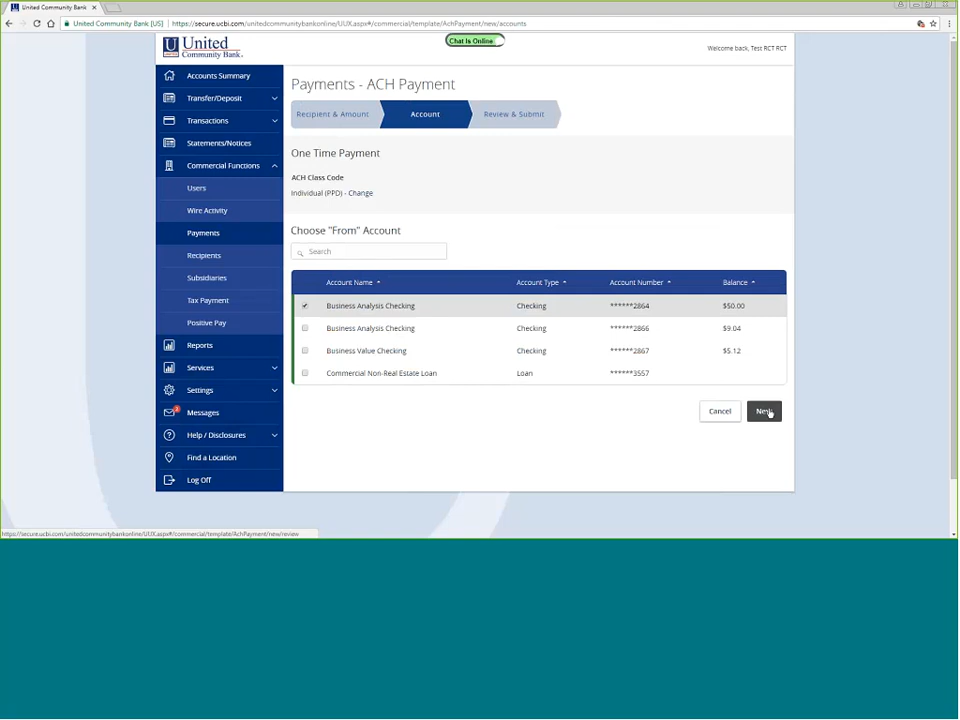 United Community Bank
United Community Bank [US]
https://secure.ucbi.com/unitedcommunitybankonline/UUX.aspx#/commercial/template/AchPayment/new/accounts
United
Community Bank
Chat Is Online
Welcome back, Test RCT RCT
Accounts Summary
Transfer/Deposit
Transactions
Statements/Notices
Commercial Functions
Users
Wire Activity
Payments
Recipients
Subsidiaries
Tax Payment
Positive Pay
Reports
Services
Settings
Messages
Help / Disclosures
Find a Location
Log Off
Payments - ACH Payment
Recipient & Amount
Account
Review & Submit
One Time Payment
ACH Class Code
Individual (PPD) - Change
Choose "From" Account
Search
Account Name Account Type Account Number Balance
Business Analysis Checking Checking ******2864 $50.00
Business Analysis Checking Checking ******2866 $9.04
Business Value Checking Checking ******2867 $5.12
Commercial Non-Real Estate Loan Loan ******3557
Cancel
Next
https://secure.ucbi.com/unitedcommunitybankonline/UUX.aspx#/commercial/template/AchPayment/new/review